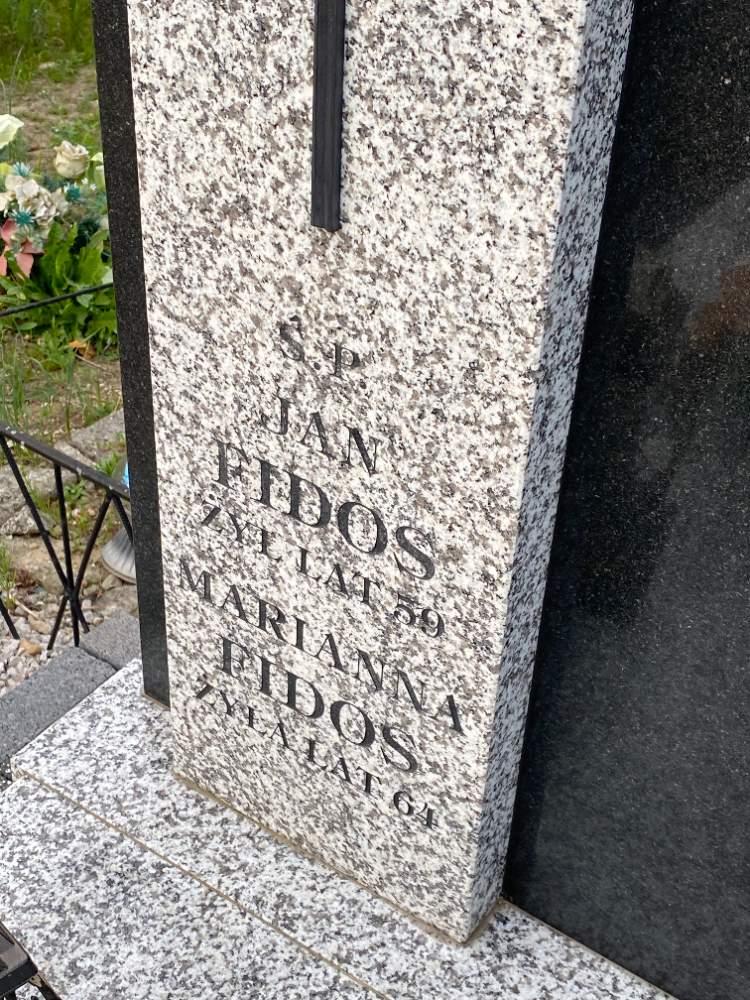 Ś.P.
JAN
FIDOS
ŻYŁ LAT 59
MARIANNA
FIDOS
ŻYŁA LAT 64